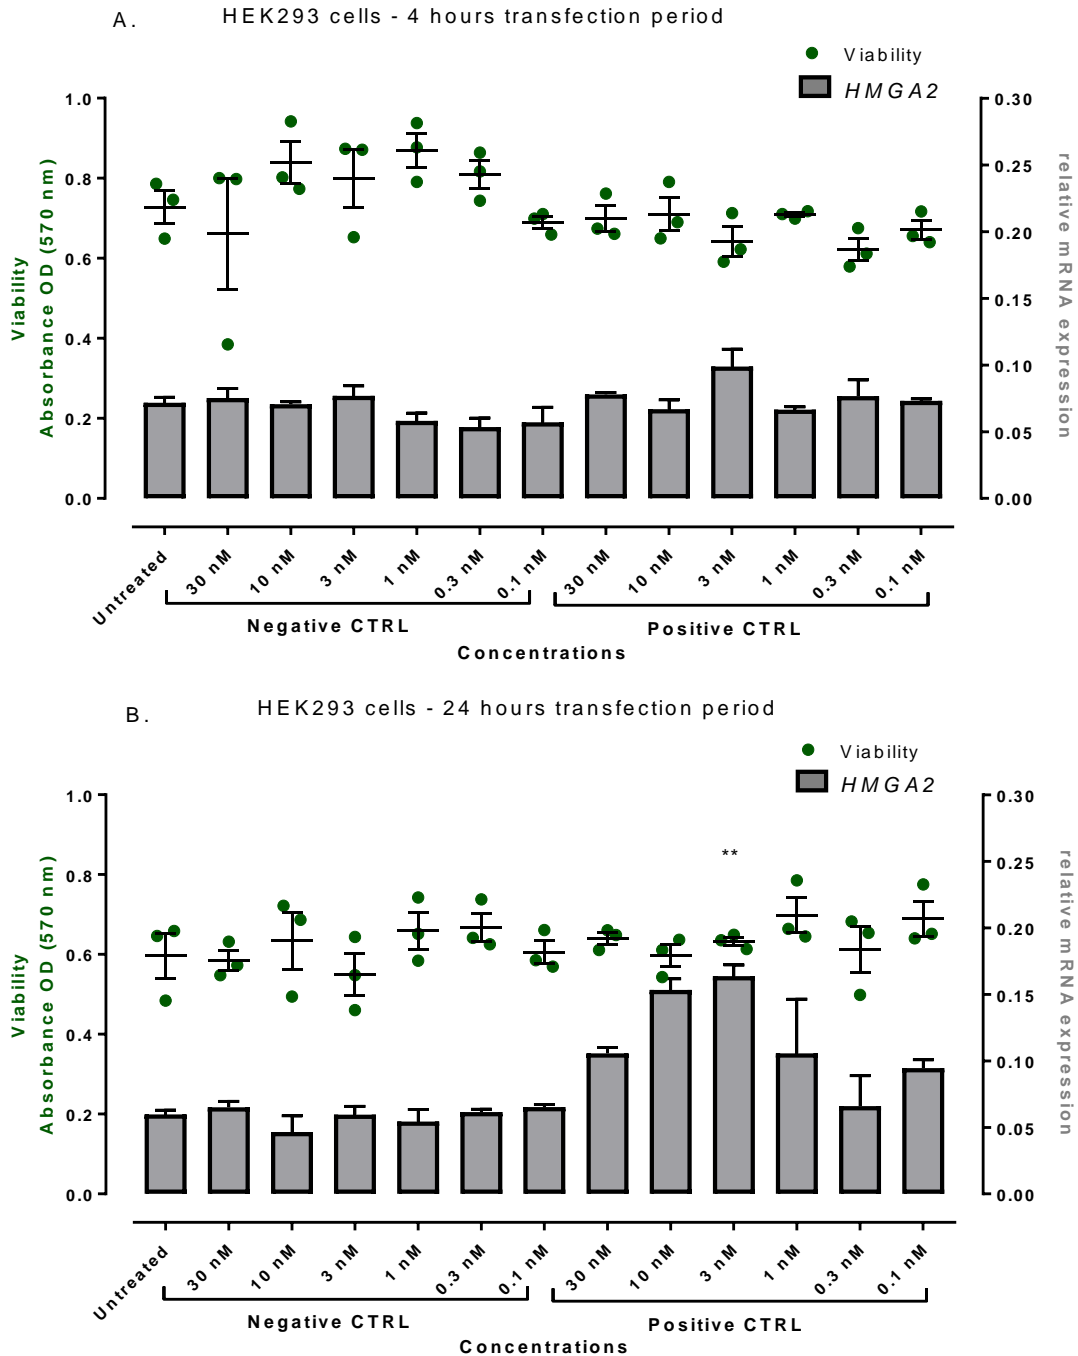 A.
HEK293 cells - 4 hours transfection period
Viability
HMGA2
Viability
Absorbance OD (570 nm)
1.0
0.8
0.6
0.4
0.2
0.0
0.30
0.25
0.20
0.15
0.10
0.05
0.00
relative mRNA expression
Untreated
30 nM
10 nM
3 nM
1 nM
0.3 nM
0.1 nM
30 nM
10 nM
3 nM
1 nM
0.3 nM
0.1 nM
Negative CTRL
Positive CTRL
Concentrations
B.
HEK293 cells - 24 hours transfection period
Viability
HMGA2
Viability
Absorbance OD (570 nm)
1.0
0.8
0.6
0.4
0.2
0.0
**
0.30
0.25
0.20
0.15
0.10
0.05
0.00
relative mRNA expression
Untreated
30 nM
10 nM
3 nM
1 nM
0.3 nM
0.1 nM
30 nM
10 nM
3 nM
1 nM
0.3 nM
0.1 nM
Negative CTRL
Positive CTRL
Concentrations